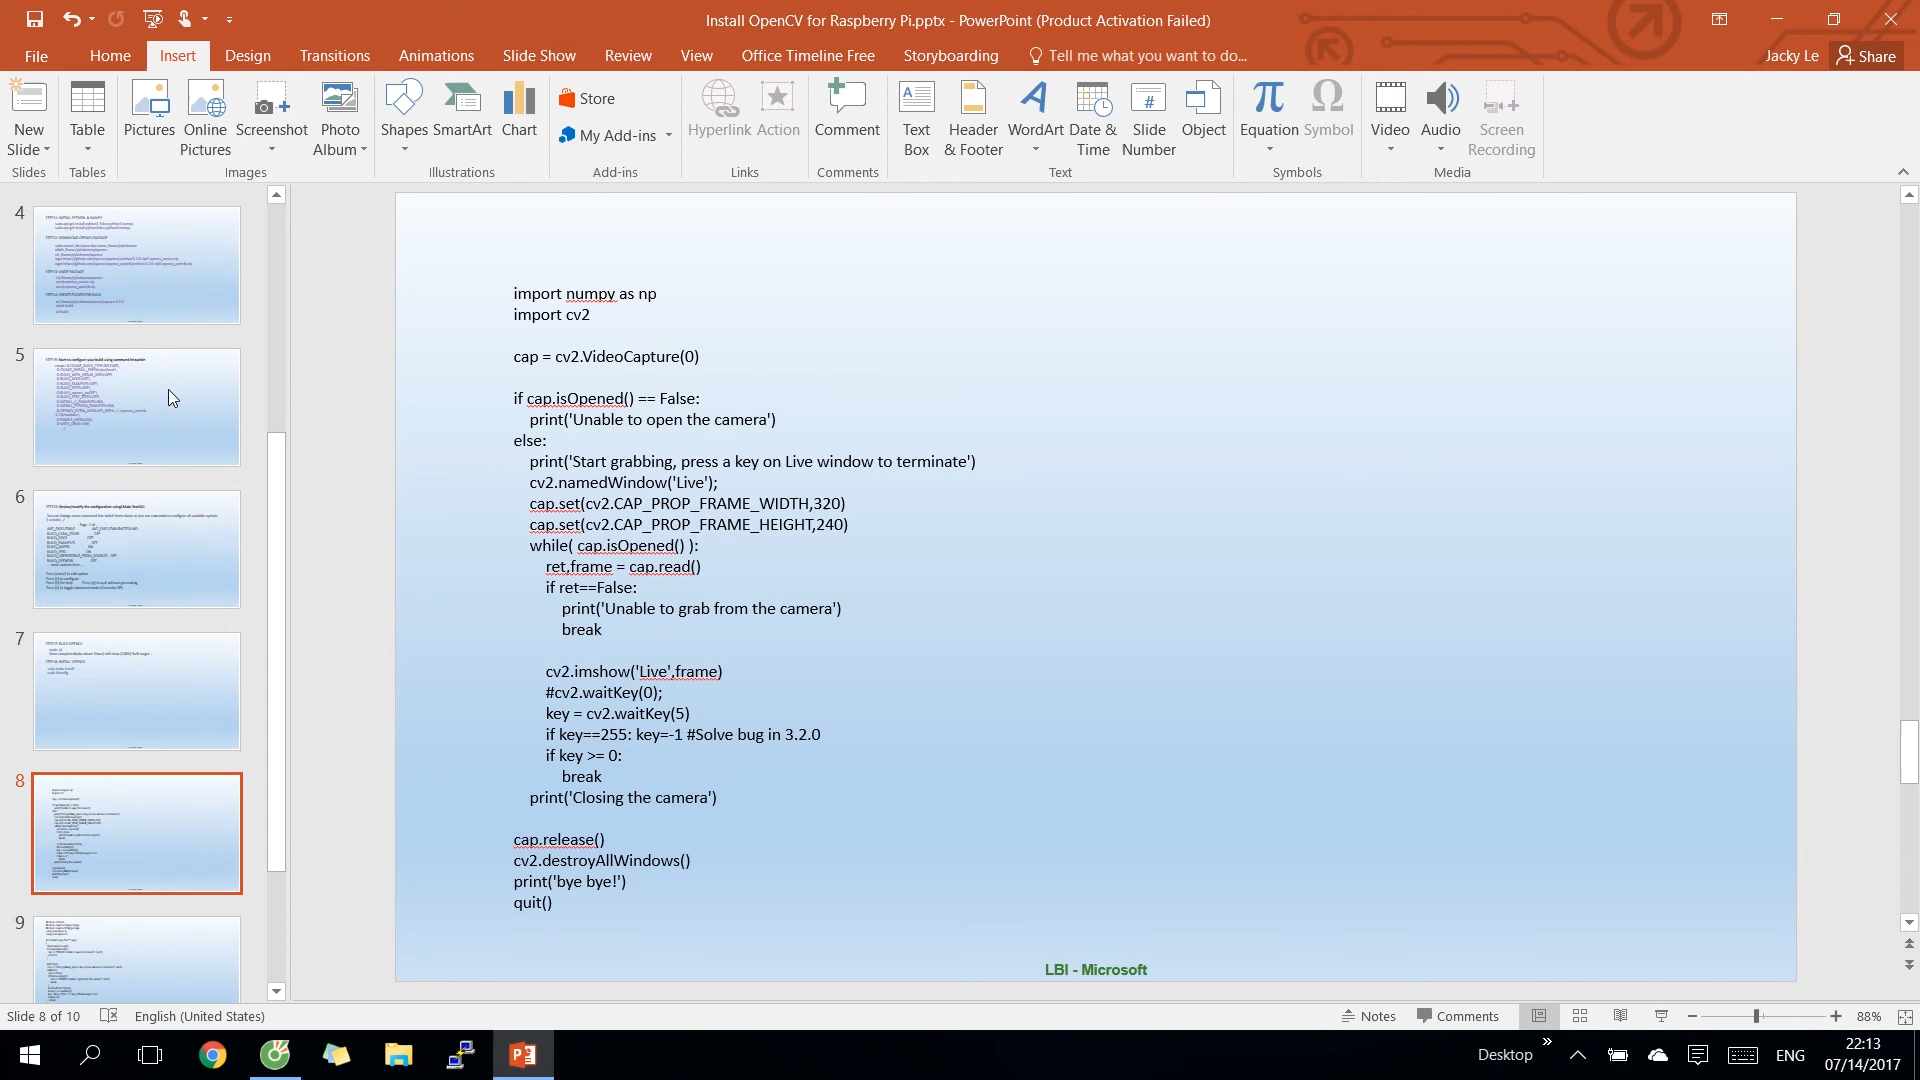 Install OpenCV for Raspberry Pi.pptx - PowerPoint (Product Activation Failed)
File Home Insert Design Transitions Animations Slide Show Review View Office Timeline Free Storyboarding Tell me what you want to do... Jacky Le Share
New Slide
Table
Pictures
Online Pictures
Screenshot
Photo Album
Shapes
SmartArt
Chart
Store
My Add-ins
Hyperlink
Action
Comment
Text Box
Header & Footer
WordArt
Date & Time
Slide Number
Object
Equation
Symbol
Video
Audio
Screen Recording
Slides Tables Images Illustrations Add-ins Links Comments Text Symbols Media
4
5
6
7
8
9
import numpy as np
import cv2
cap = cv2.VideoCapture(0)
if cap.isOpened() == False:
print('Unable to open the camera')
else:
print('Start grabbing, press a key on Live window to terminate')
cv2.namedWindow('Live');
cap.set(cv2.CAP_PROP_FRAME_WIDTH,320)
cap.set(cv2.CAP_PROP_FRAME_HEIGHT,240)
while( cap.isOpened() ):
ret,frame = cap.read()
if ret==False:
print('Unable to grab from the camera')
break
cv2.imshow('Live',frame)
#cv2.waitKey(0);
key = cv2.waitKey(5)
if key==255: key=-1 #Solve bug in 3.2.0
if key >= 0:
break
print('Closing the camera')
cap.release()
cv2.destroyAllWindows()
print('bye bye!')
quit()
LBI - Microsoft
Slide 8 of 10 English (United States) Notes Comments 88%
Desktop ENG 22:13
07/14/2017